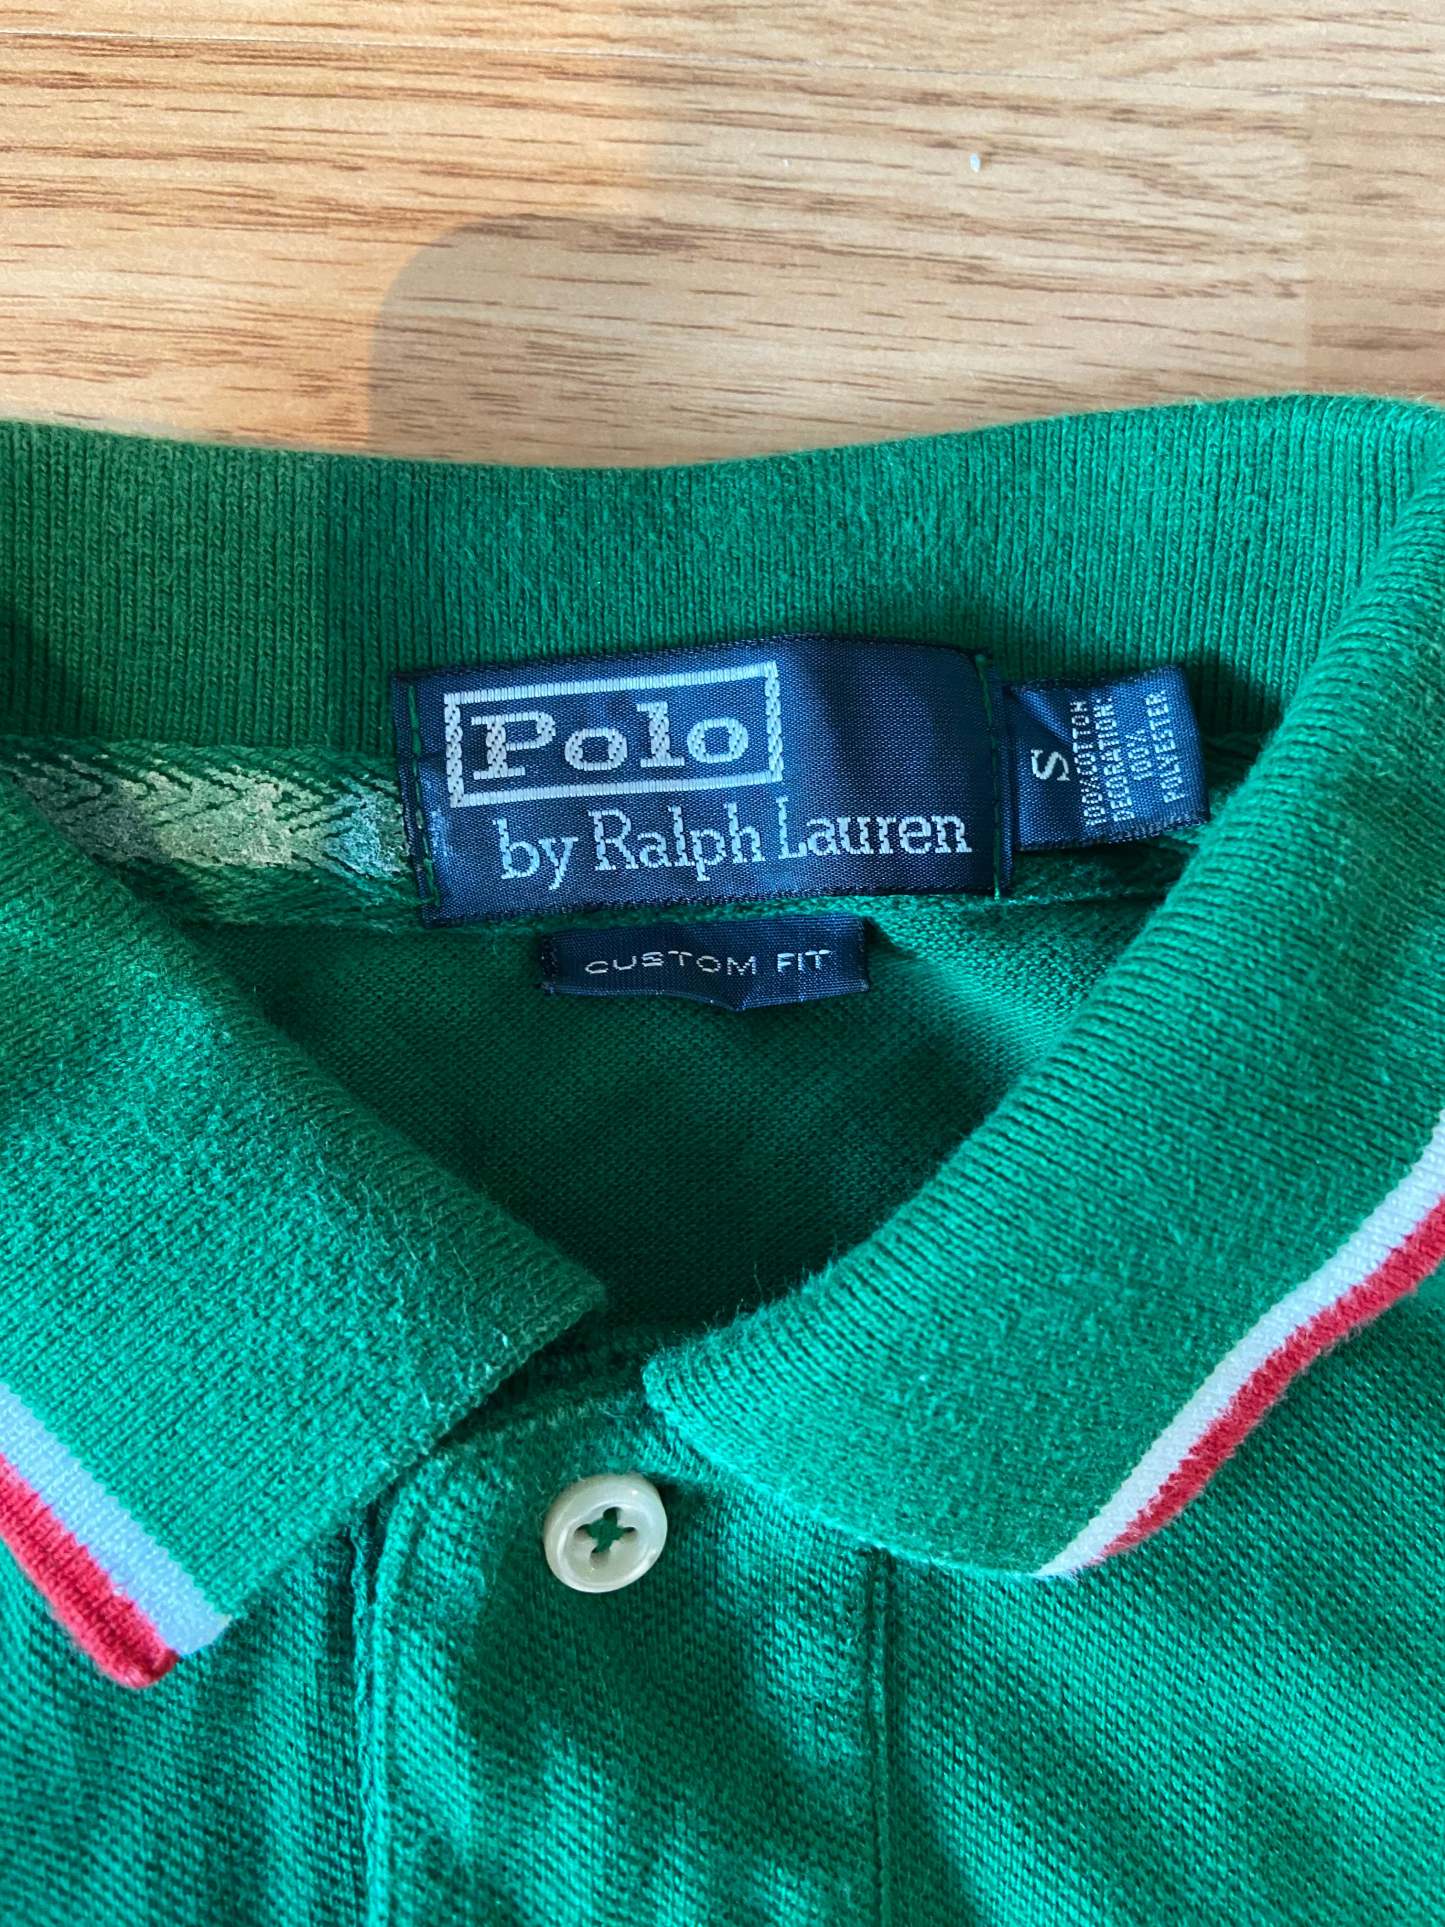 Polo
by Ralph Lauren
S
100% COTTON
DECORATION:
100%
POLYESTER
CUSTOM FIT